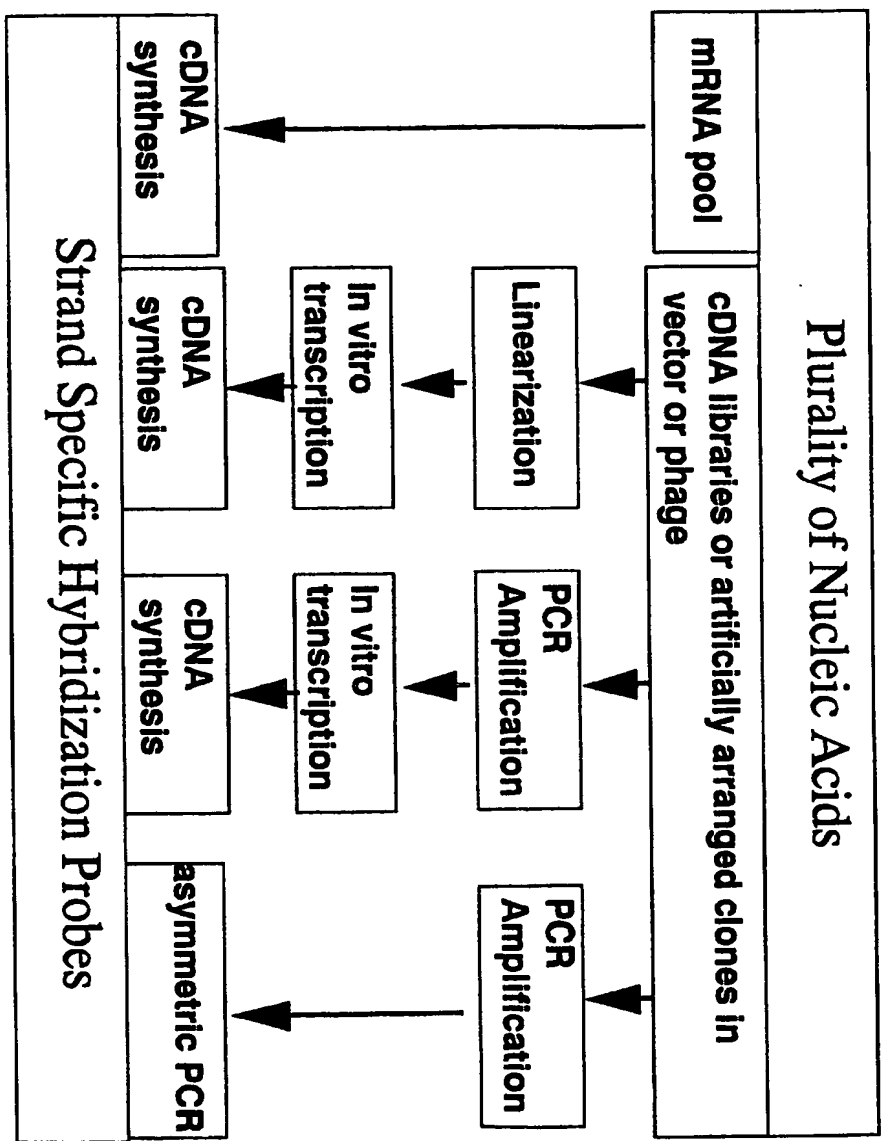 Plurality of Nucleic Acids
mRNA pool
cDNA libraries or artificially arranged clones in
vector or phage
Linearization
PCR
Amplification
PCR
Amplification
In vitro
transcription
In vitro
transcription
cDNA
synthesis
cDNA
synthesis
cDNA
synthesis
asymmetric PCR
Strand Specific Hybridization Probes